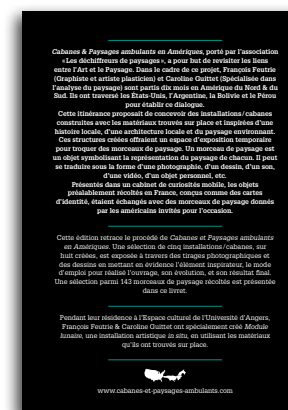 Cabanes & Paysages ambulants en Amériques, porté par l'association
«Les déchiffreurs de paysages», a pour but de revisiter les liens
entre l'Art et le Paysage. Dans le cadre de ce projet, François Feutrie
(Graphiste et artiste plasticien) et Caroline Guittet (Spécialisée dans
l'analyse du paysage) sont partis dix mois en Amérique du Nord & du
Sud. Ils ont traversé les États-Unis, l'Argentine, la Bolivie et le Pérou
pour établir ce dialogue.
Cette itinérance proposait de concevoir des installations/cabanes
construites avec les matériaux trouvés sur place et inspirées d'une
histoire locale, d'une architecture locale et du paysage environnant.
Ces structures créées offraient un espace d'exposition temporaire
pour troquer des morceaux de paysage. Un morceau de paysage est
un objet symbolisant la représentation du paysage de chacun. Il peut
se traduire sous la forme d'une photographie, d'un dessin, d'un son,
d'une vidéo, d'un objet personnel, etc.
Présentés dans un cabinet de curiosités mobile, les objets
préalablement récoltés en France, conçus comme des cartes
d'identité, étaient échangés avec des morceaux de paysage donnés
par les américains invités pour l'occasion.
Cette édition retrace le procédé de Cabanes et Paysages ambulants
en Amériques. Une sélection de cinq installations/cabanes, sur
huit créées, est exposée à travers des tirages photographiques et
des dessins en mettant en évidence l'élément inspirateur, le mode
d'emploi pour réalisé l'ouvrage, son évolution, et son résultat final.
Une sélection parmi 143 morceaux de paysage récoltés est présentée
dans ce livret.
Pendant leur résidence à l'Espace culturel de l'Université d'Angers,
François Feutrie & Caroline Guittet ont spécialement créé Module
lunaire, une installation artistique in situ, en utilisant les matériaux
qu'ils ont trouvés sur place.
www.cabanes-et-paysages-ambulants.com